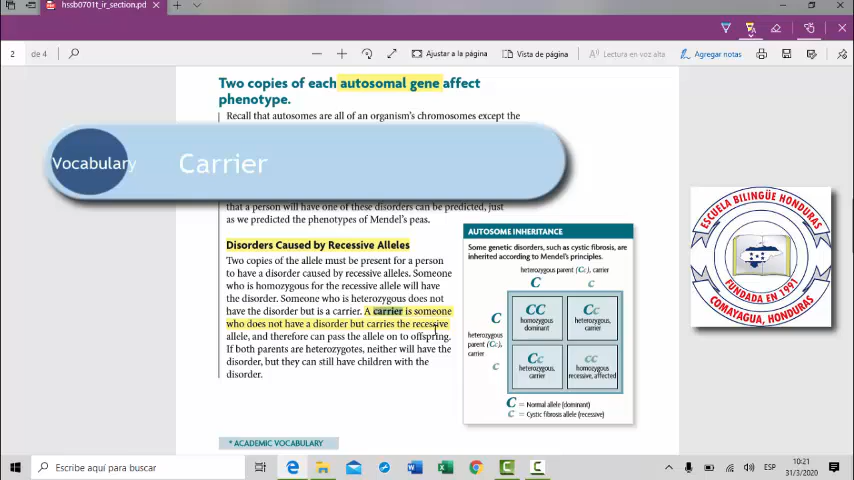 hssb0701t_ir_section.pd
2 de 4
Ajustar a la página
Vista de página
Lectura en voz alta
Agregar notas
Two copies of each autosomal gene affect
phenotype.
Recall that autosomes are all of an organism's chromosomes except the
Vocabulary
Carrier
that a person will have one of these disorders can be predicted, just
as we predicted the phenotypes of Mendel's peas.
Disorders Caused by Recessive Alleles
Two copies of the allele must be present for a person
to have a disorder caused by recessive alleles. Someone
who is homozygous for the recessive allele will have
the disorder. Someone who is heterozygous does not
have the disorder but is a carrier. A carrier is someone
who does not have a disorder but carries the recessive
allele, and therefore can pass the allele on to offspring.
If both parents are heterozygotes, neither will have the
disorder, but they can still have children with the
disorder.
AUTOSOME INHERITANCE
Some genetic disorders, such as cystic fibrosis, are
inherited according to Mendel's principles.
heterozygous parent (Cc), carrier
C c
C
heterozygous
parent (Cc),
carrier
c
CC
homozygous
dominant
Cc
heterozygous,
carrier
Cc
heterozygous,
carrier
cc
homozygous
recessive, affected
C = Normal allele (dominant)
c = Cystic fibrosis allele (recessive)
* ACADEMIC VOCABULARY
ESCUELA BILINGÜE HONDURAS
FUNDADA EN 1991
COMAYAGUA, HONDURAS
Escribe aquí para buscar
ESP
10:21
31/3/2020